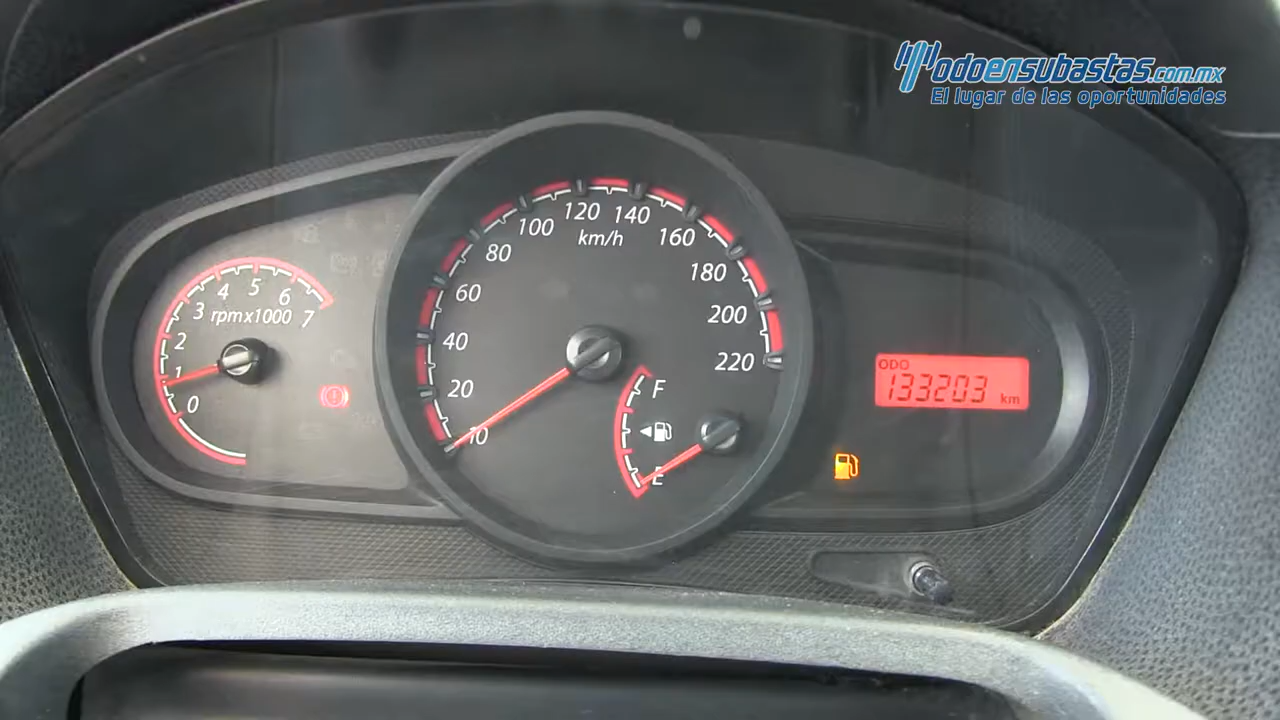 Modoensubastas.com.mx
El lugar de las oportunidades
0
1
2
3
4
5
6
7
rpmx1000
10
20
40
60
80
100
120
140
160
180
200
220
km/h
F
E
ODO
133203 km